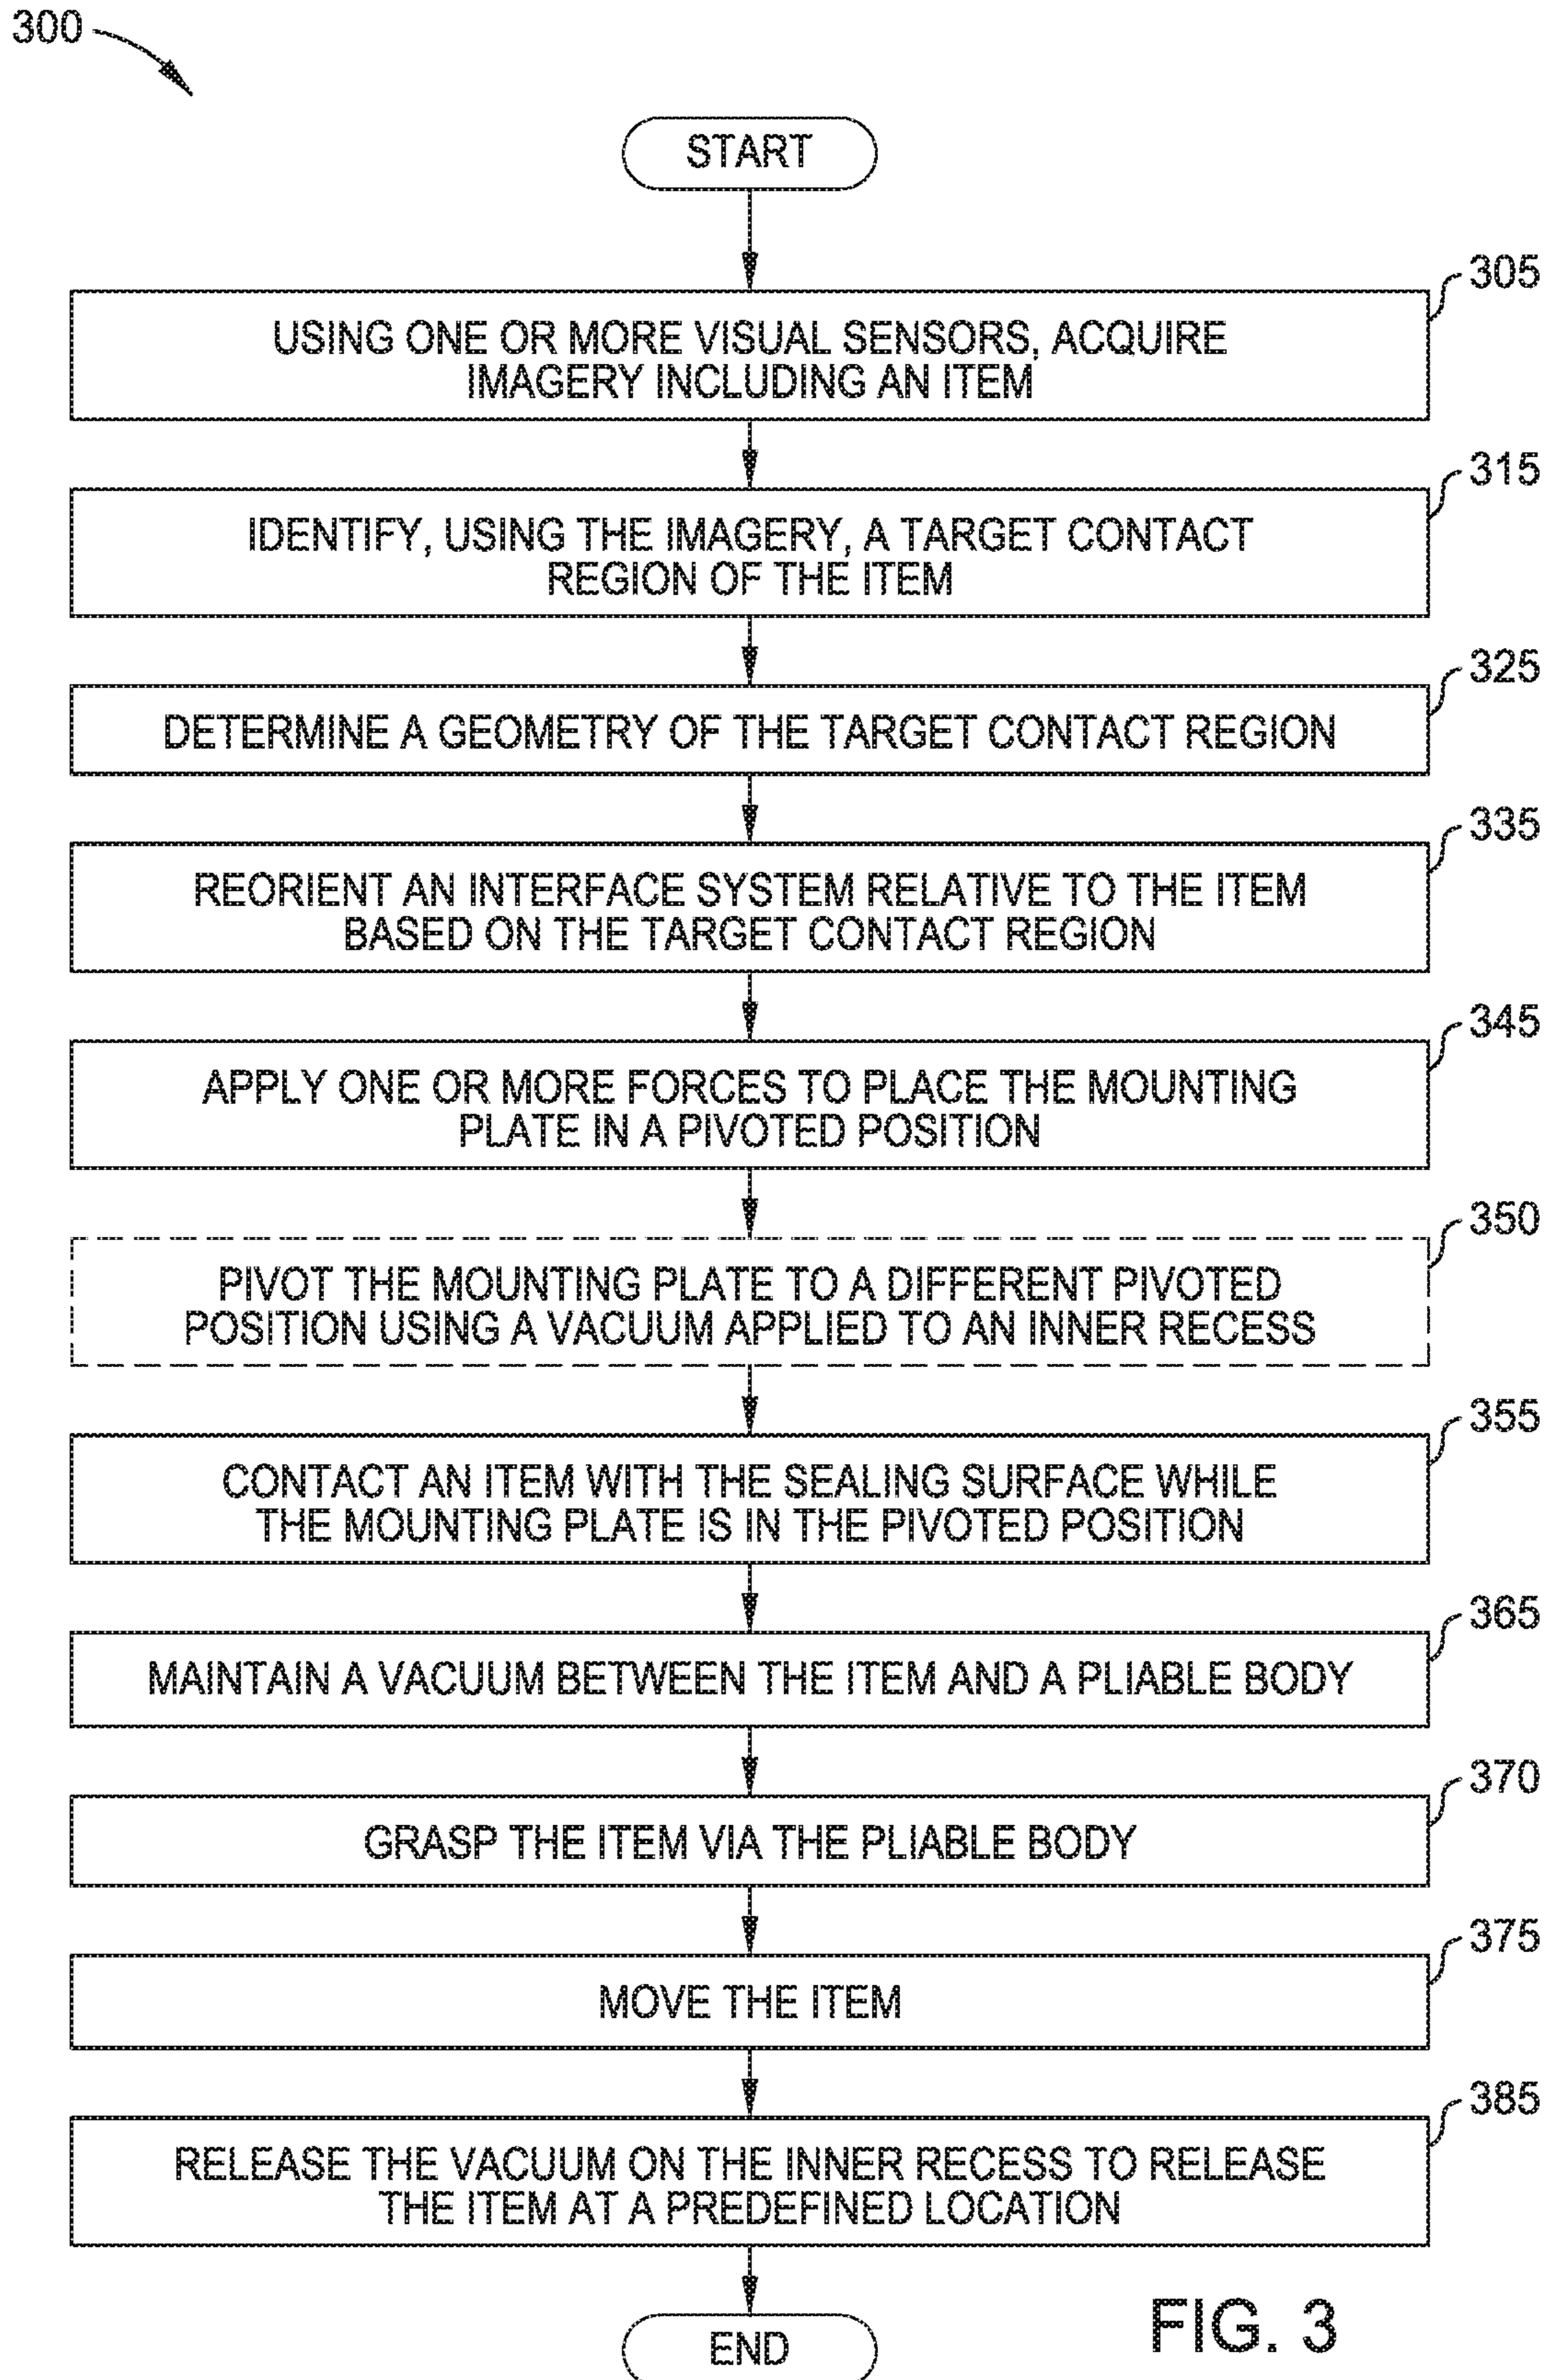 300
START
305
USING ONE OR MORE VISUAL SENSORS, ACQUIRE
IMAGERY INCLUDING AN ITEM
315
IDENTIFY, USING THE IMAGERY, A TARGET CONTACT
REGION OF THE ITEM
325
DETERMINE A GEOMETRY OF THE TARGET CONTACT REGION
335
REORIENT AN INTERFACE SYSTEM RELATIVE TO THE ITEM
BASED ON THE TARGET CONTACT REGION
345
APPLY ONE OR MORE FORCES TO PLACE THE MOUNTING
PLATE IN A PIVOTED POSITION
350
PIVOT THE MOUNTING PLATE TO A DIFFERENT PIVOTED
POSITION USING A VACUUM APPLIED TO AN INNER RECESS
355
CONTACT AN ITEM WITH THE SEALING SURFACE WHILE
THE MOUNTING PLATE IS IN THE PIVOTED POSITION
365
MAINTAIN A VACUUM BETWEEN THE ITEM AND A PLIABLE BODY
370
GRASP THE ITEM VIA THE PLIABLE BODY
375
MOVE THE ITEM
385
RELEASE THE VACUUM ON THE INNER RECESS TO RELEASE
THE ITEM AT A PREDEFINED LOCATION
END
FIG. 3